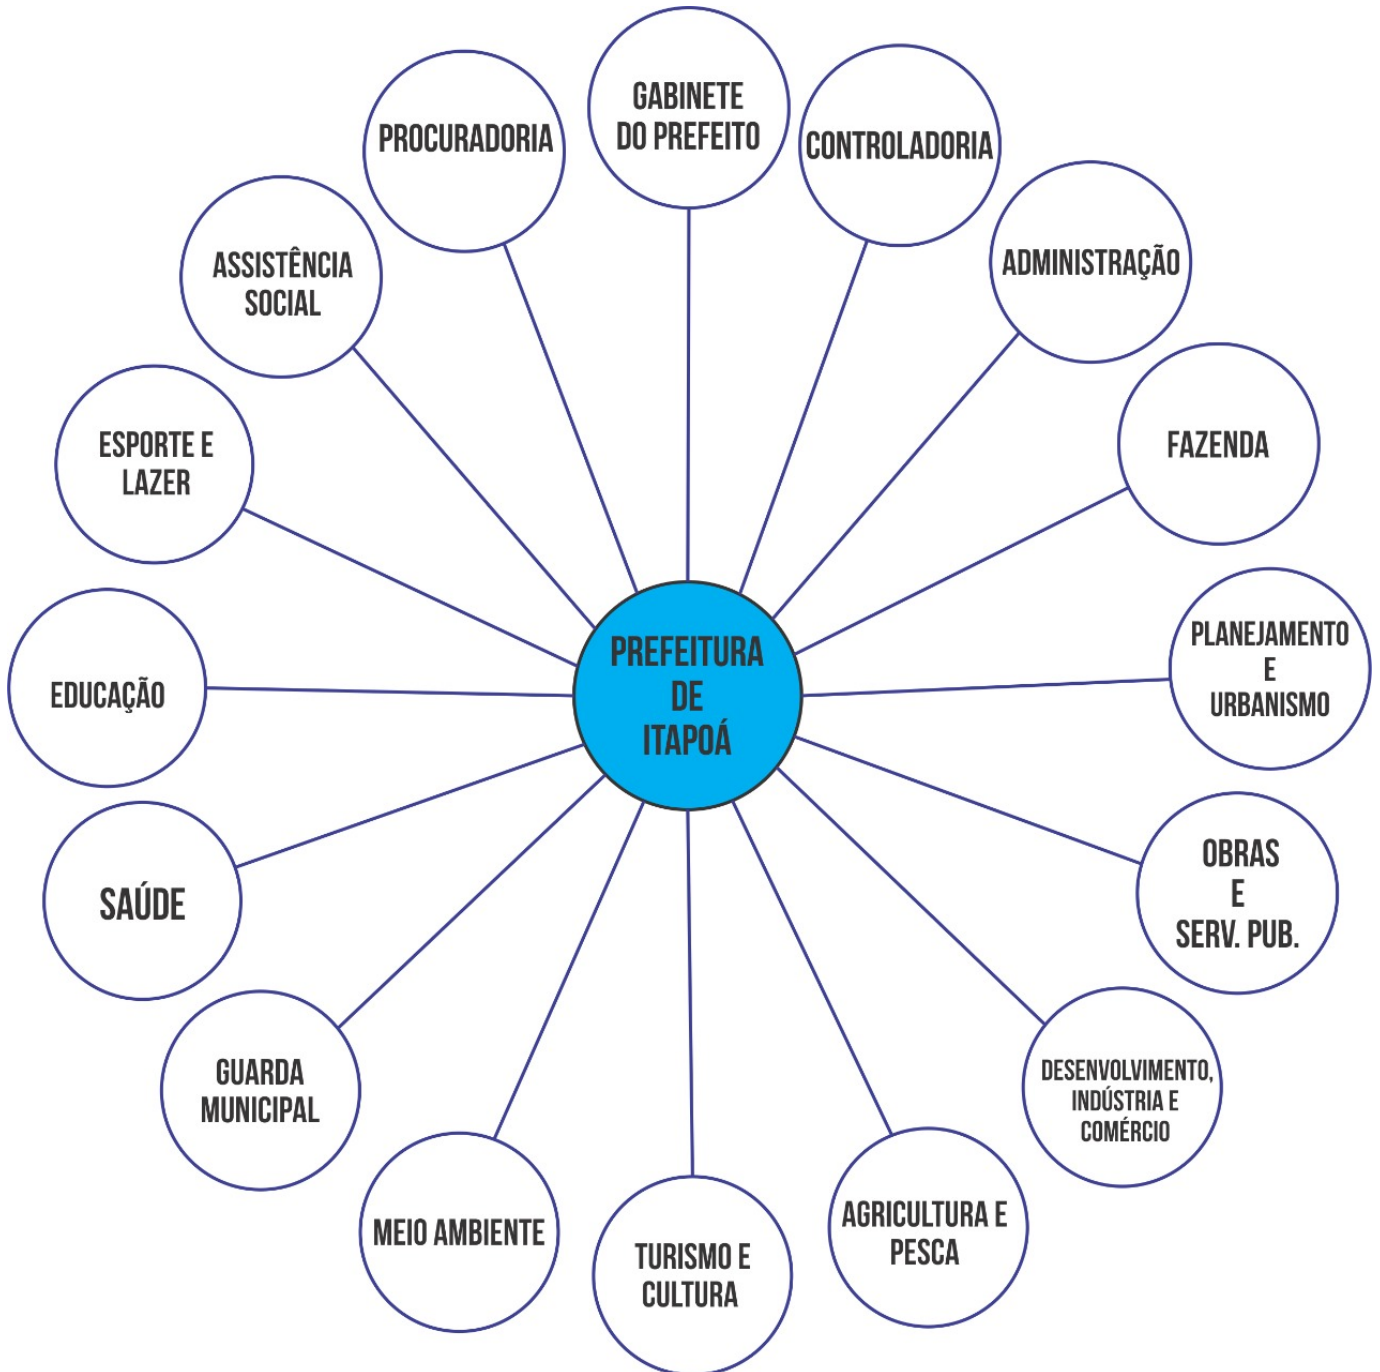 GABINETE
DO PREFEITO
CONTROLADORIA
ADMINISTRAÇÃO
FAZENDA
PLANEJAMENTO
E
URBANISMO
OBRAS
E
SERV. PUB.
DESENVOLVIMENTO,
INDÚSTRIA E
COMÉRCIO
AGRICULTURA E
PESCA
TURISMO E
CULTURA
MEIO AMBIENTE
GUARDA
MUNICIPAL
SAÚDE
EDUCAÇÃO
ESPORTE E
LAZER
ASSISTÊNCIA
SOCIAL
PROCURADORIA
PREFEITURA
DE
ITAPOÁ